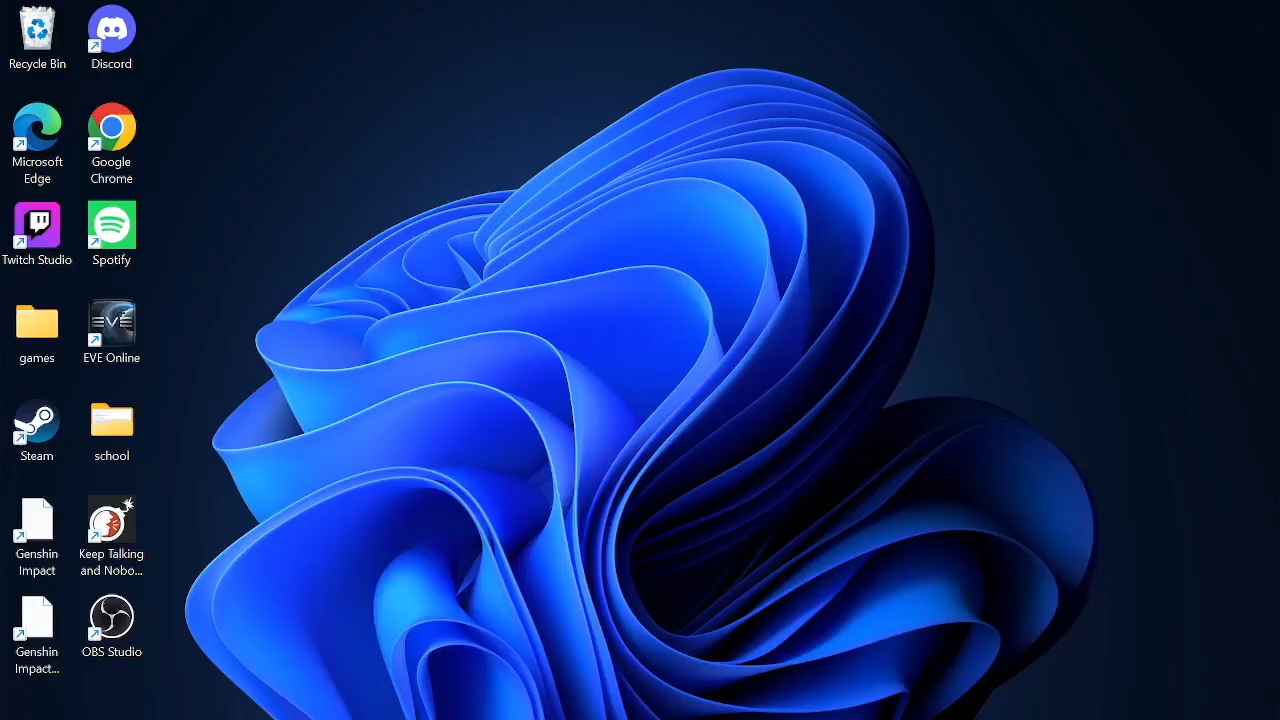 Recycle Bin
Discord
Microsoft
Edge
Google
Chrome
Twitch Studio
Spotify
games
EVE
EVE Online
Steam
school
Genshin
Impact
Keep Talking
and Nobo...
Genshin
Impact...
OBS Studio